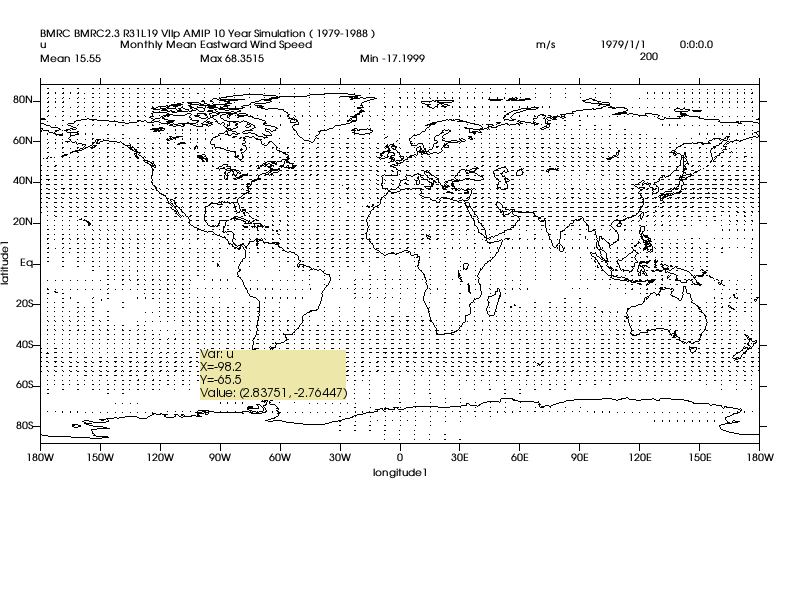 BMRC BMRC2.3 R31L19 VIIp AMIP 10 Year Simulation ( 1979-1988 )
u Monthly Mean Eastward Wind Speed m/s 1979/1/1 0:0:0.0
Mean 15.55 Max 68.3515 Min -17.1999 200
80N
60N
40N
20N
Eq
20S
40S
60S
80S
latitude1
Var: u
X=-98.2
Y=-65.5
Value: (2.83751, -2.76447)
180W 150W 120W 90W 60W 30W 0 30E 60E 90E 120E 150E 180W
longitude1